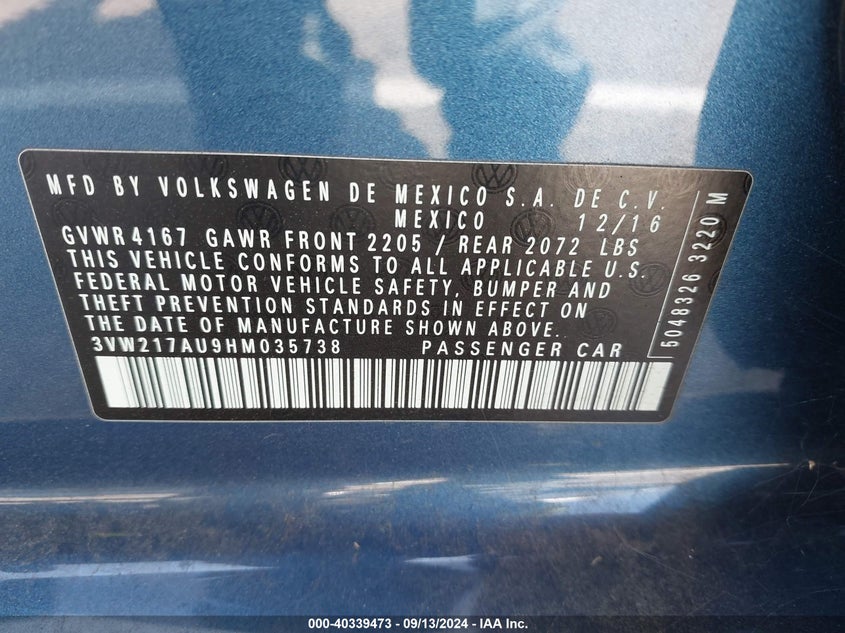 MFD BY VOLKSWAGEN DE MEXICO S.A. DE C.V.
MEXICO 12/16
GVWR4167 GAWR FRONT 2205 / REAR 2072 LBS
THIS VEHICLE CONFORMS TO ALL APPLICABLE U.S.
FEDERAL MOTOR VEHICLE SAFETY, BUMPER AND
THEFT PREVENTION STANDARDS IN EFFECT ON
THE DATE OF MANUFACTURE SHOWN ABOVE.
3VW217AU9HM035738 PASSENGER CAR
5048326 3220 M
000-40339473 - 09/13/2024 - IAA Inc.